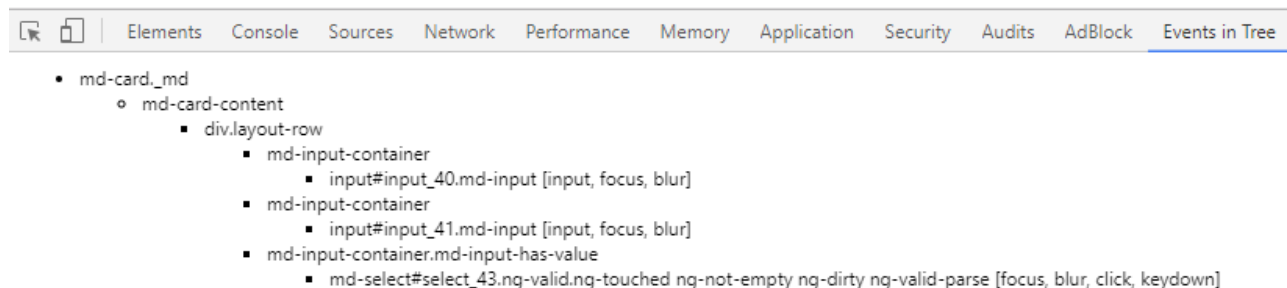 Elements Console Sources Network Performance Memory Application Security Audits AdBlock Events in Tree
md-card._md
md-card-content
div.layout-row
md-input-container
input#input_40.md-input [input, focus, blur]
md-input-container
input#input_41.md-input [input, focus, blur]
md-input-container.md-input-has-value
md-select#select_43.ng-valid.ng-touched ng-not-empty ng-dirty ng-valid-parse [focus, blur, click, keydown]